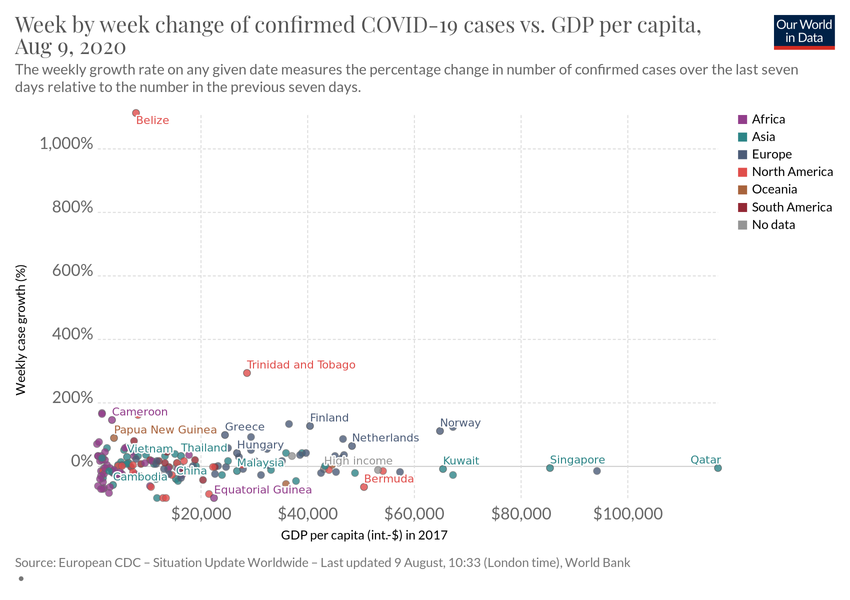 Week by week change of confirmed COVID-19 cases vs. GDP per capita,
Aug 9, 2020
Our World
in Data
The weekly growth rate on any given date measures the percentage change in number of confirmed cases over the last seven
days relative to the number in the previous seven days.
Belize
Africa
Asia
Europe
North America
Oceania
South America
No data
1,000%
800%
600%
400%
200%
0%
Weekly case growth (%)
Trinidad and Tobago
Cameroon
Papua New Guinea
Greece
Finland
Norway
Netherlands
Vietnam
Thailand
Hungary
Malaysia
High income
Kuwait
Singapore
Qatar
China
Cambodia
Bermuda
Equatorial Guinea
$20,000
$40,000
$60,000
$80,000
$100,000
GDP per capita (int.-$) in 2017
Source: European CDC – Situation Update Worldwide – Last updated 9 August, 10:33 (London time), World Bank